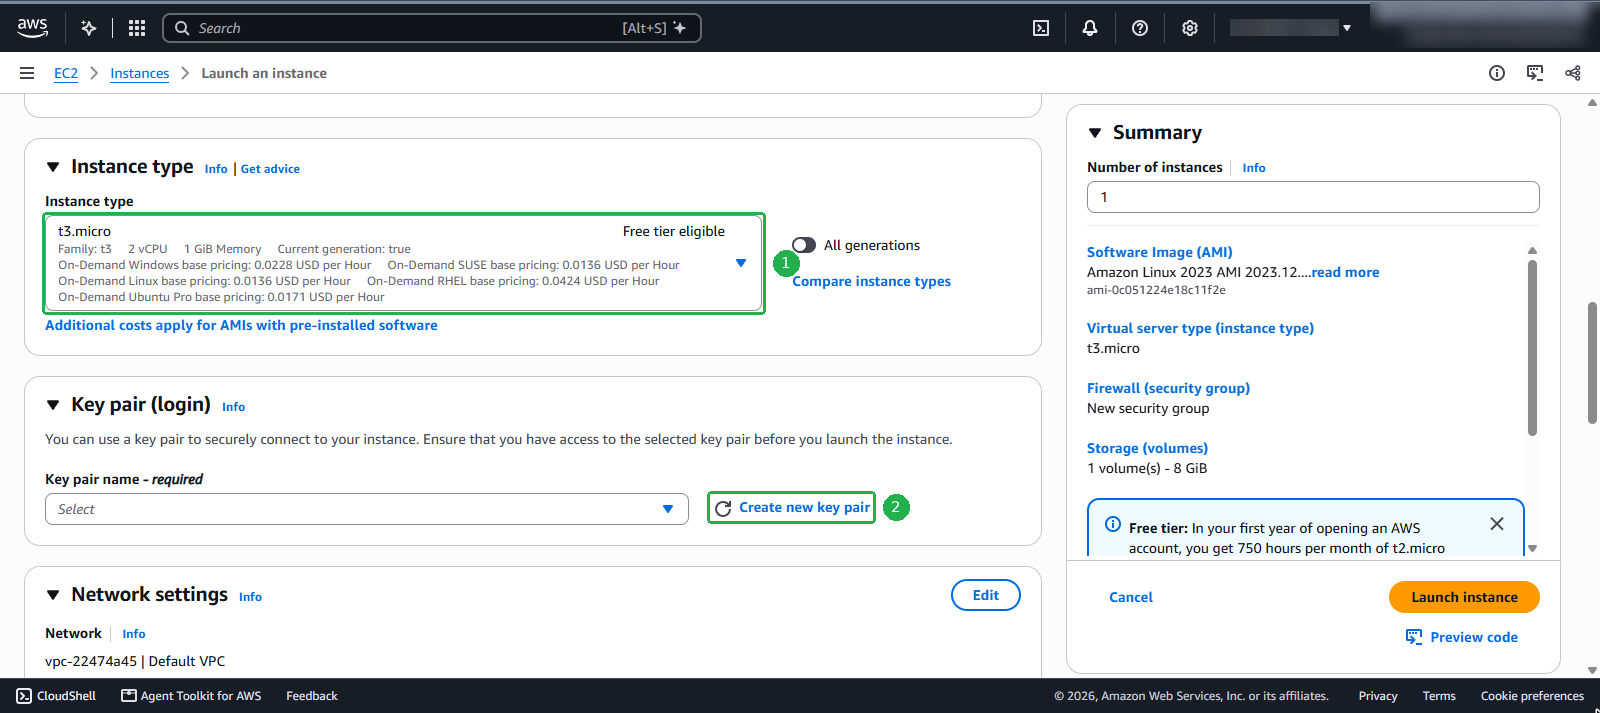 aws
Search [Alt+S]
EC2 Instances Launch an instance
Instance type Info | Get advice
Instance type
t3.micro Free tier eligible
Family: t3 2 vCPU 1 GiB Memory Current generation: true
On-Demand Windows base pricing: 0.0228 USD per Hour On-Demand SUSE base pricing: 0.0136 USD per Hour
On-Demand Linux base pricing: 0.0136 USD per Hour On-Demand RHEL base pricing: 0.0424 USD per Hour
On-Demand Ubuntu Pro base pricing: 0.0171 USD per Hour
1
All generations
Compare instance types
Additional costs apply for AMIs with pre-installed software
Key pair (login) Info
You can use a key pair to securely connect to your instance. Ensure that you have access to the selected key pair before you launch the instance.
Key pair name - required
Select
Create new key pair 2
Network settings Info
Edit
Network Info
vpc-22474a45 | Default VPC
Summary
Number of instances Info
1
Software Image (AMI)
Amazon Linux 2023 AMI 2023.12....read more
ami-0c051224e18c11f2e
Virtual server type (instance type)
t3.micro
Firewall (security group)
New security group
Storage (volumes)
1 volume(s) - 8 GiB
Free tier: In your first year of opening an AWS
account, you get 750 hours per month of t2.micro
Cancel Launch instance
Preview code
CloudShell Agent Toolkit for AWS Feedback © 2026, Amazon Web Services, Inc. or its affiliates. Privacy Terms Cookie preferences